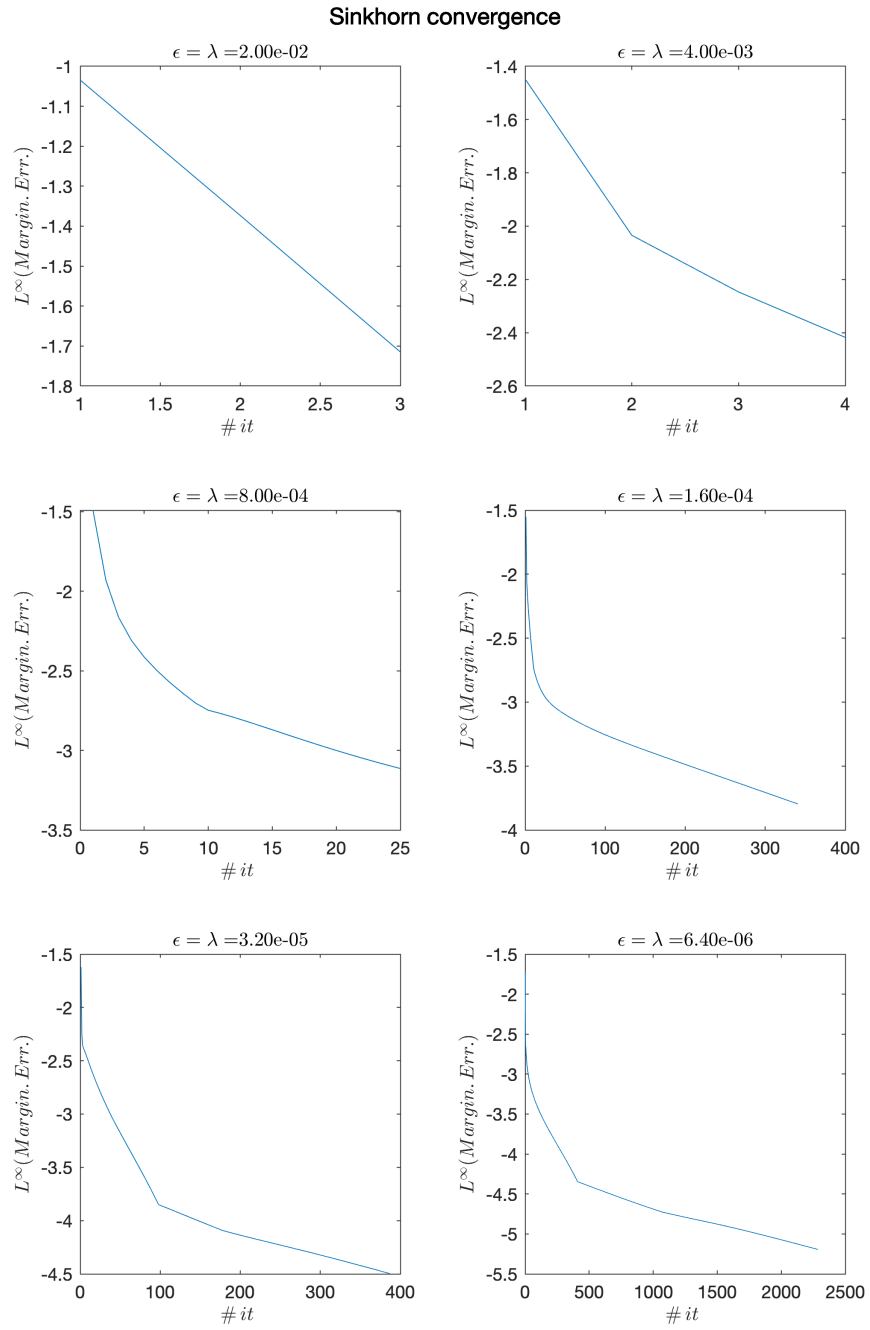 Sinkhorn convergence
ϵ = λ =2.00e-02
-1
-1.1
-1.2
-1.3
-1.4
-1.5
-1.6
-1.7
-1.8
L∞(Margin. Err.)
1 1.5 2 2.5 3
# it
ϵ = λ =4.00e-03
-1.4
-1.6
-1.8
-2
-2.2
-2.4
-2.6
L∞(Margin. Err.)
1 2 3 4
# it
ϵ = λ =8.00e-04
-1.5
-2
-2.5
-3
-3.5
L∞(Margin. Err.)
0 5 10 15 20 25
# it
ϵ = λ =1.60e-04
-1.5
-2
-2.5
-3
-3.5
-4
L∞(Margin. Err.)
0 100 200 300 400
# it
ϵ = λ =3.20e-05
-1.5
-2
-2.5
-3
-3.5
-4
-4.5
L∞(Margin. Err.)
0 100 200 300 400
# it
ϵ = λ =6.40e-06
-1.5
-2
-2.5
-3
-3.5
-4
-4.5
-5
-5.5
L∞(Margin. Err.)
0 500 1000 1500 2000 2500
# it